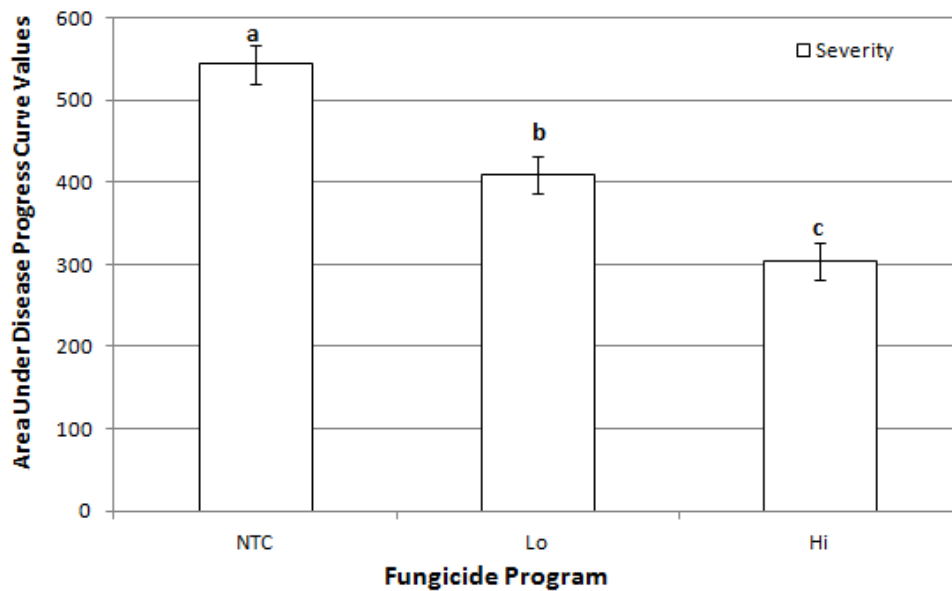 Area Under Disease Progress Curve Values
600
500
400
300
200
100
0
a
b
c
Severity
NTC Lo Hi
Fungicide Program